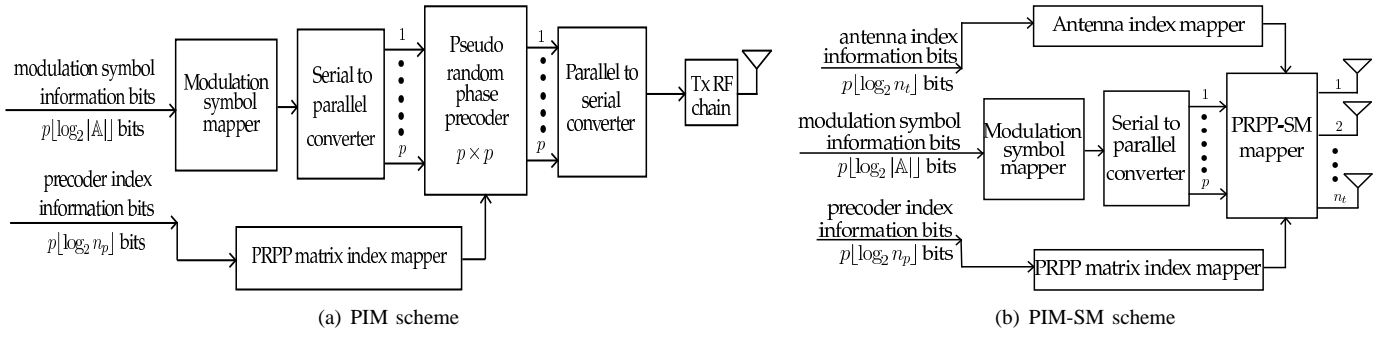 modulation symbol
information bits
p⌊log₂ |𝔸|⌋ bits
precoder index
information bits
p⌊log₂ nₚ⌋ bits
Modulation
symbol
mapper
Serial to
parallel
converter
1
p
Pseudo
random
phase
precoder
p × p
1
p
Parallel to
serial
converter
Tx RF
chain
PRPP matrix index mapper
(a) PIM scheme
antenna index
information bits
p⌊log₂ nₜ⌋ bits
modulation symbol
information bits
p⌊log₂ |𝔸|⌋ bits
precoder index
information bits
p⌊log₂ nₚ⌋ bits
Antenna index mapper
Modulation
symbol
mapper
Serial to
parallel
converter
1
p
PRPP-SM
mapper
1
2
nₜ
PRPP matrix index mapper
(b) PIM-SM scheme